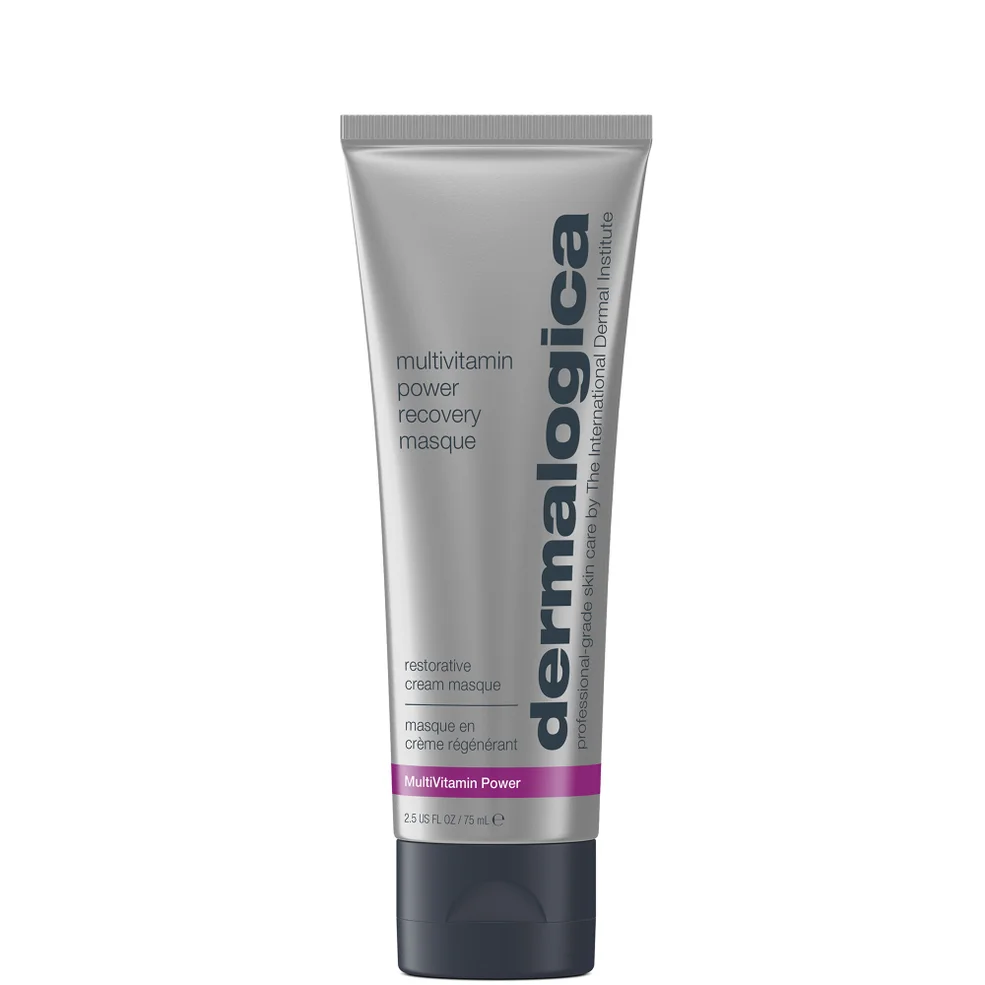 multivitamin
power
recovery
masque
dermalogica
professional-grade skin care by The International Dermal Institute
restorative
cream masque
masque en
crème régénérant
MultiVitamin Power
2.5 US FL OZ / 75 mL ℮